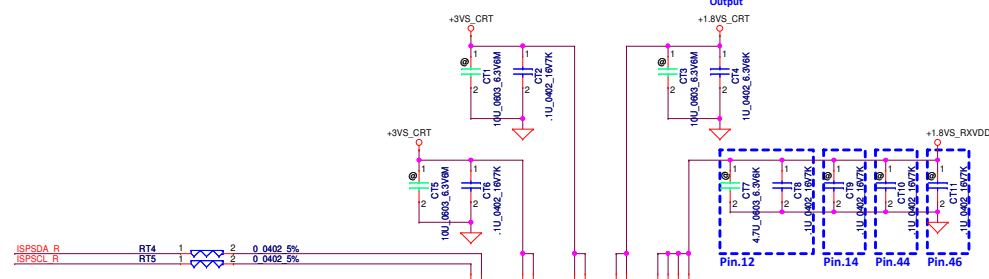 Output
+3VS_CRT
+1.8VS_CRT
@
1
2
CT1
10U_0603_6.3V6M
1
2
CT2
.1U_0402_16V7K
@
1
2
CT3
10U_0603_6.3V6M
1
2
CT4
1U_0402_6.3V6K
+3VS_CRT
+1.8VS_RXVDD
@
1
2
CT5
10U_0603_6.3V6M
1
2
CT6
.1U_0402_16V7K
@
1
2
CT7
4.7U_0603_6.3V6K
1
2
CT8
.1U_0402_16V7K
@
1
2
CT9
.1U_0402_16V7K
@
1
2
CT10
.1U_0402_16V7K
@
1
2
CT11
.1U_0402_16V7K
Pin.12
Pin.14
Pin.44
Pin.46
ISPSDA_R RT4 1 2 0_0402_5%
ISPSCL_R RT5 1 2 0_0402_5%